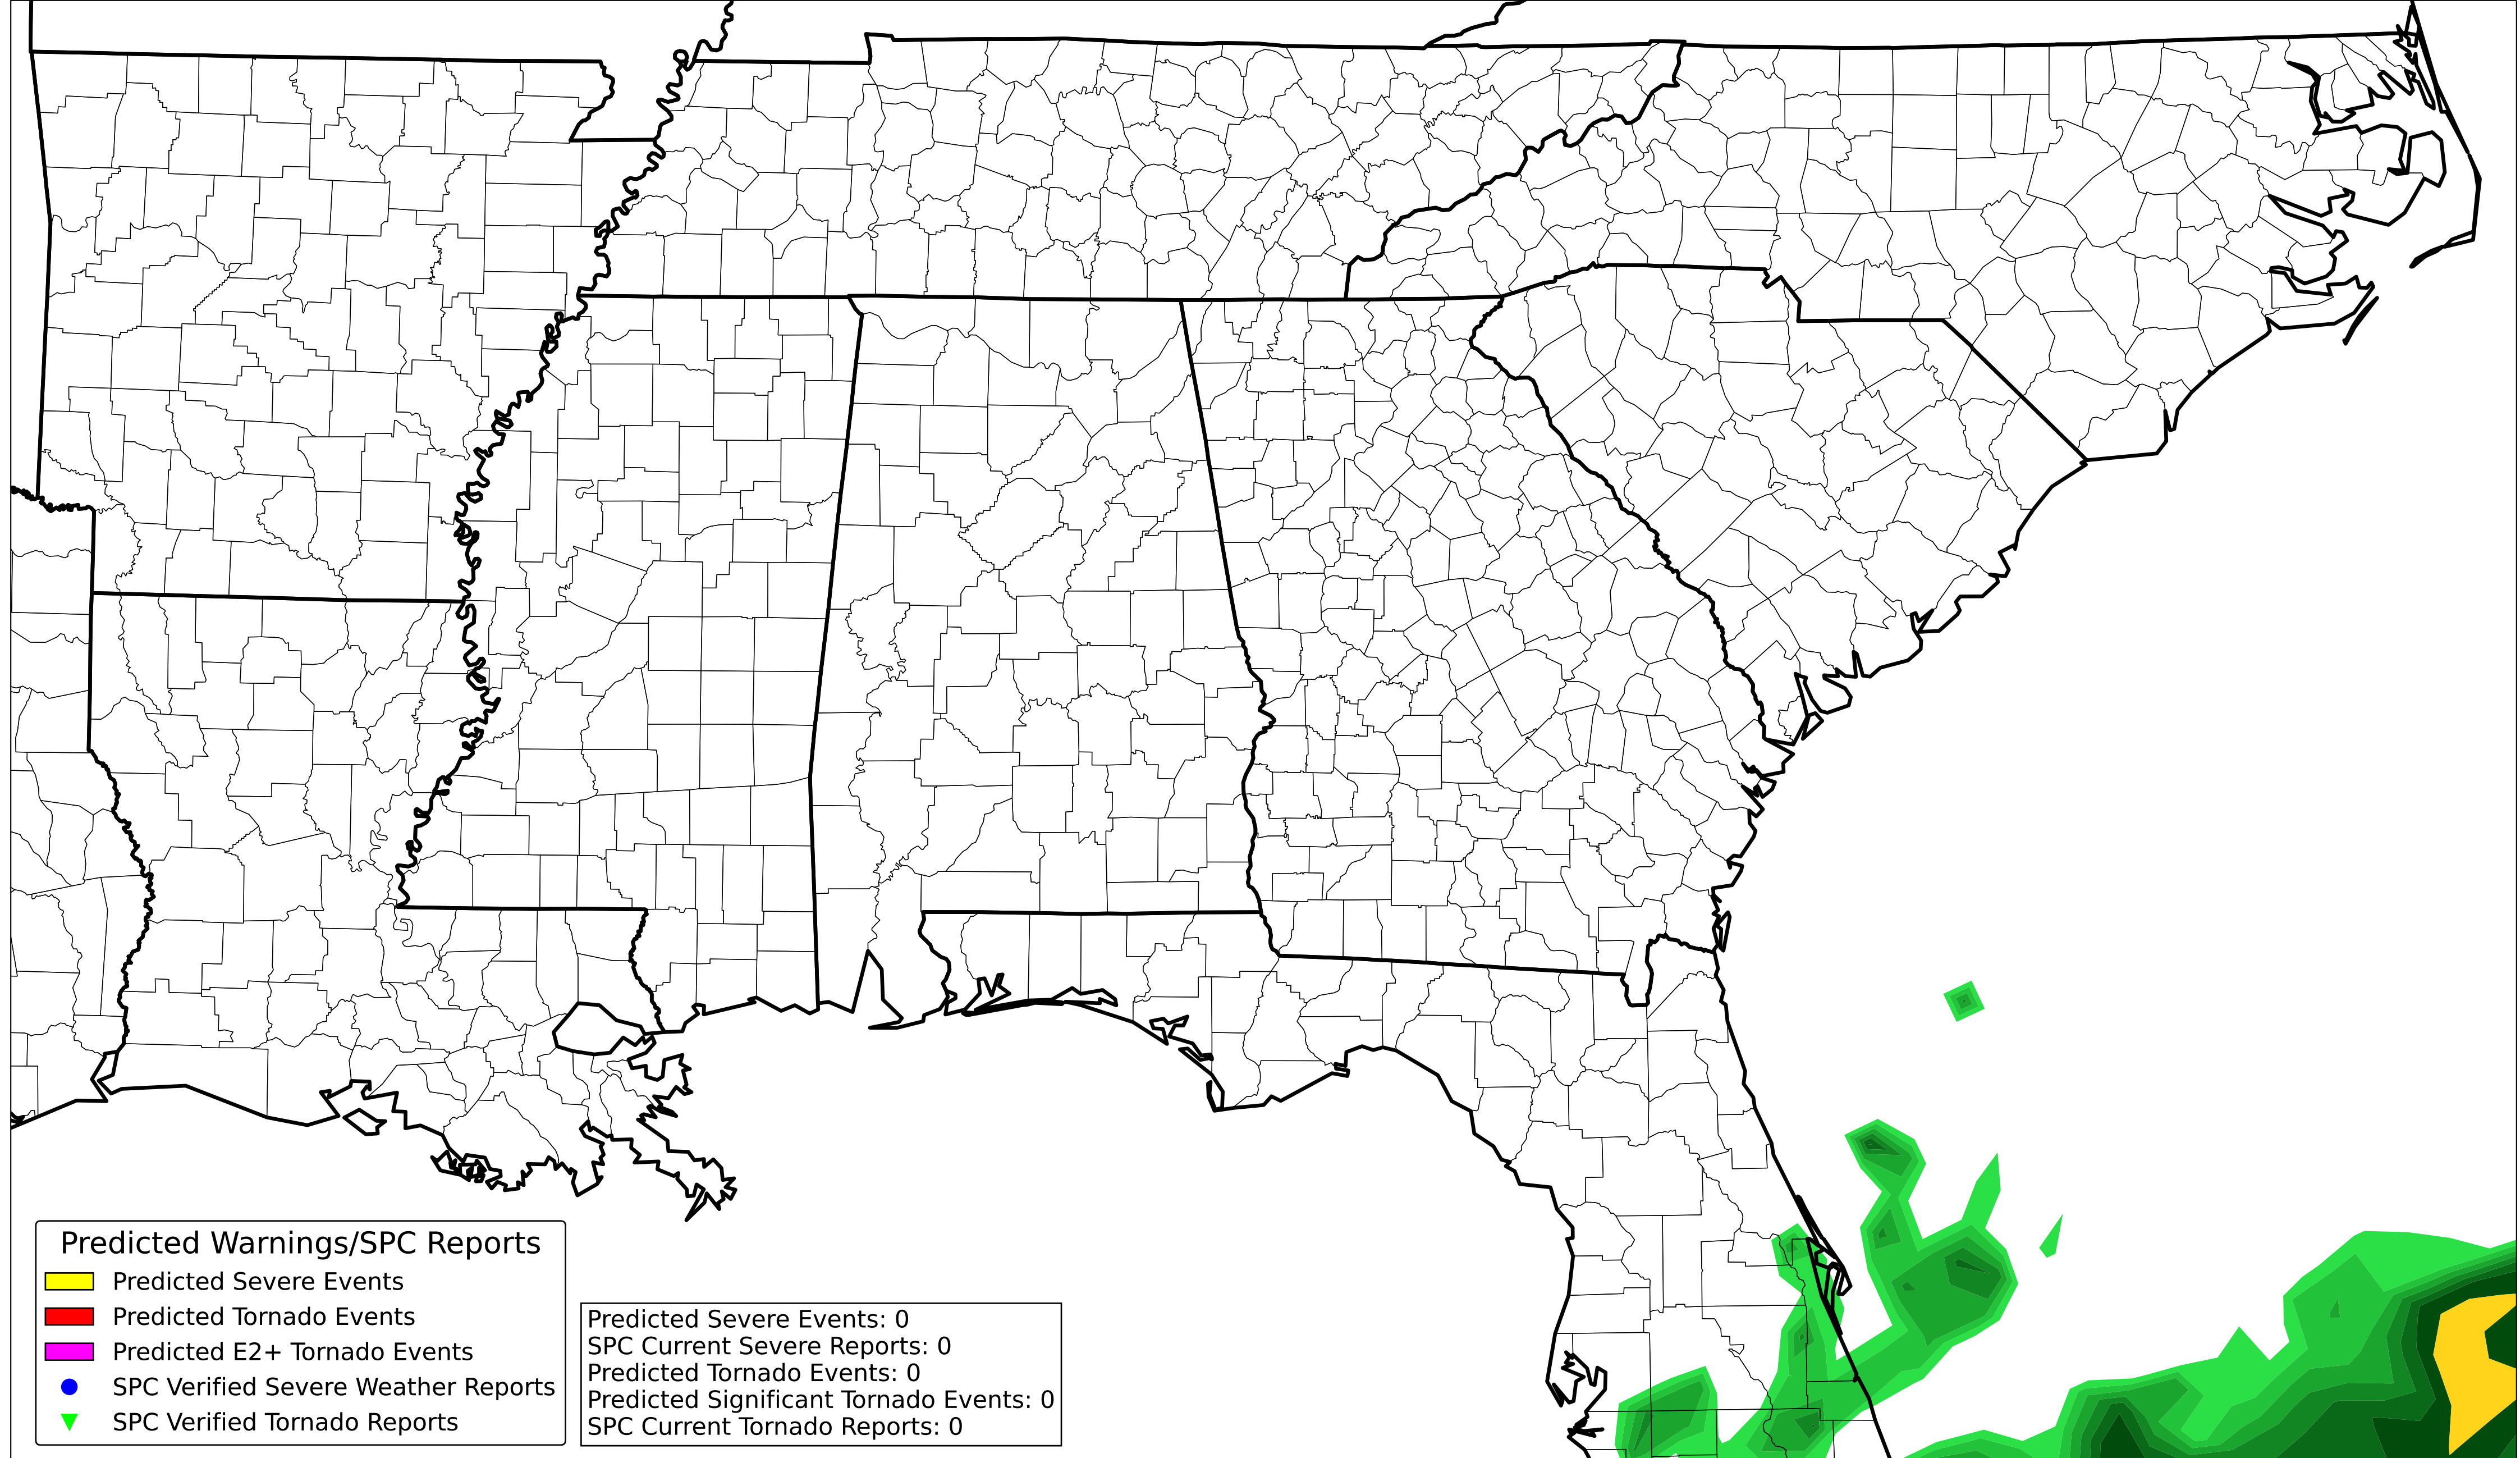 Predicted Warnings/SPC Reports
Predicted Severe Events
Predicted Tornado Events
Predicted E2+ Tornado Events
SPC Verified Severe Weather Reports
SPC Verified Tornado Reports
Predicted Severe Events: 0
SPC Current Severe Reports: 0
Predicted Tornado Events: 0
Predicted Significant Tornado Events: 0
SPC Current Tornado Reports: 0